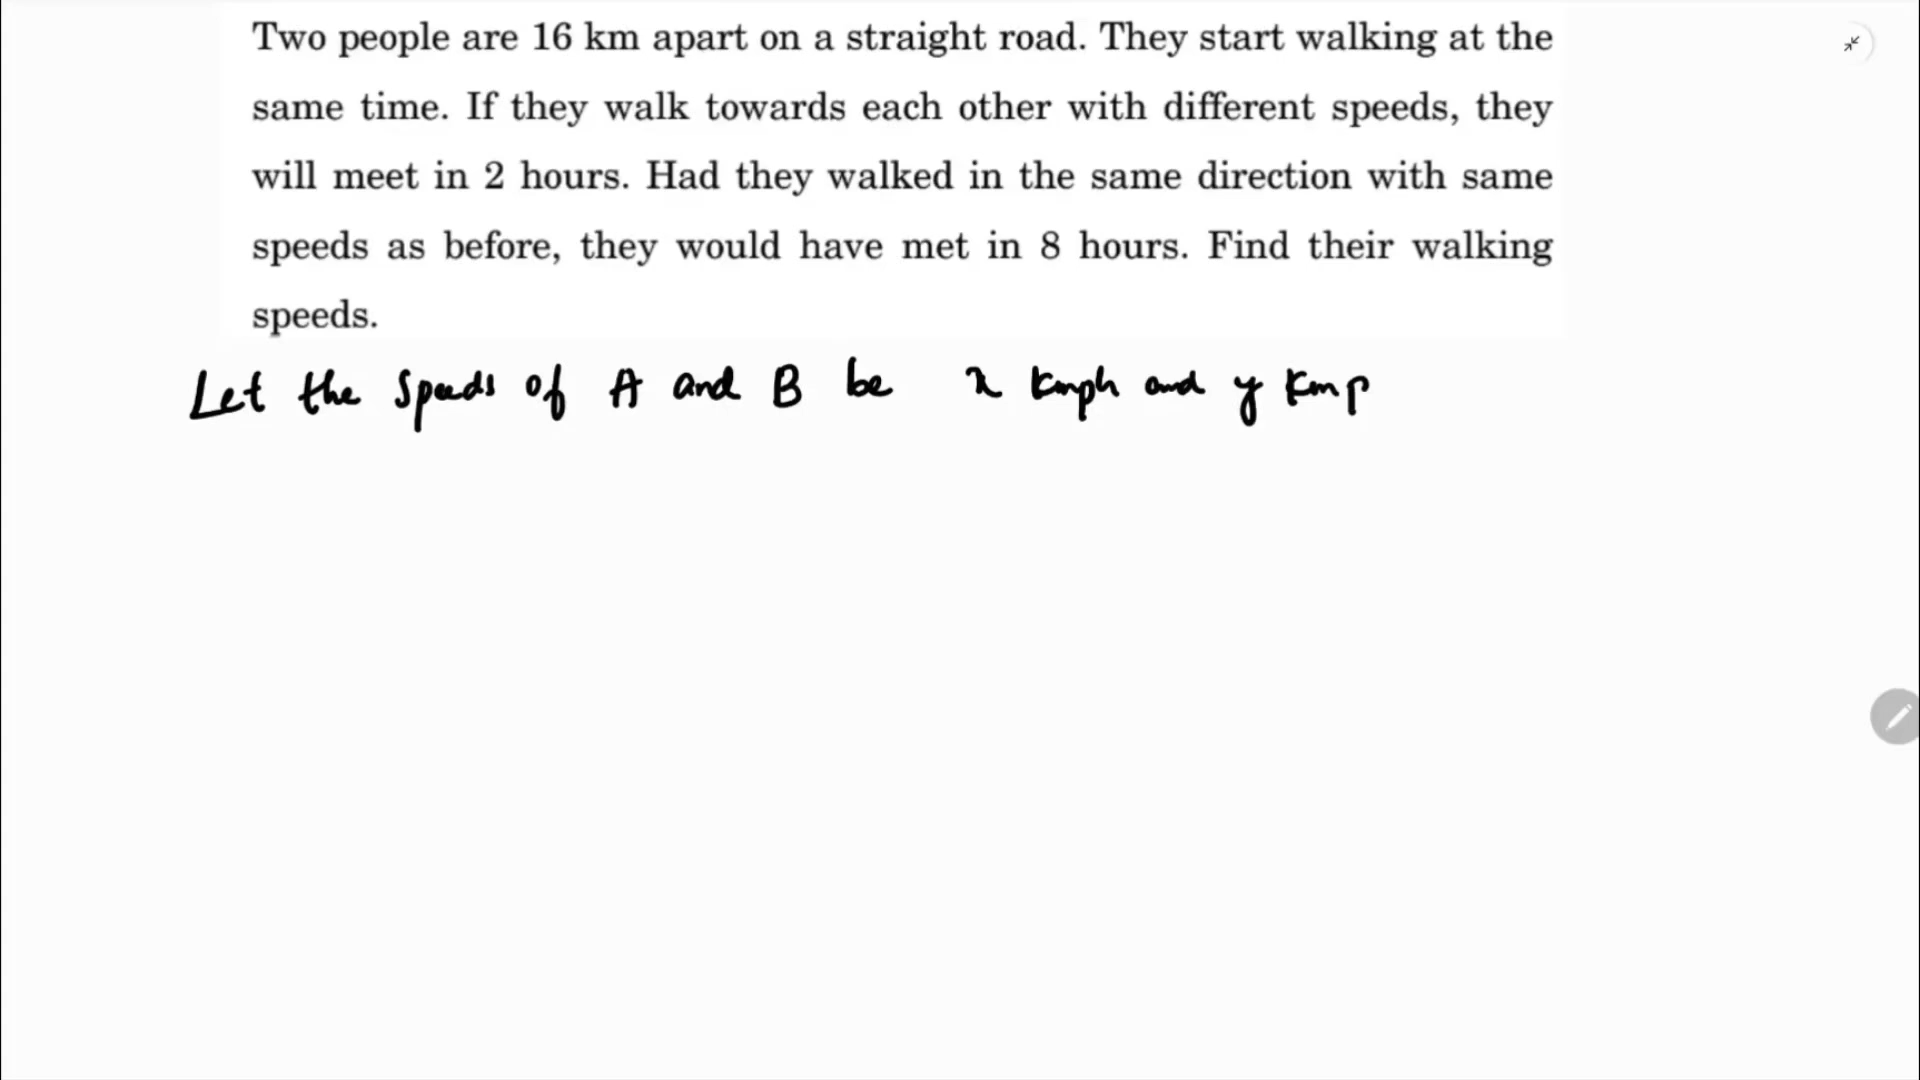 Two people are 16 km apart on a straight road. They start walking at the
same time. If they walk towards each other with different speeds, they
will meet in 2 hours. Had they walked in the same direction with same
speeds as before, they would have met in 8 hours. Find their walking
speeds.
Let the speeds of A and B be x kmph and y kmp